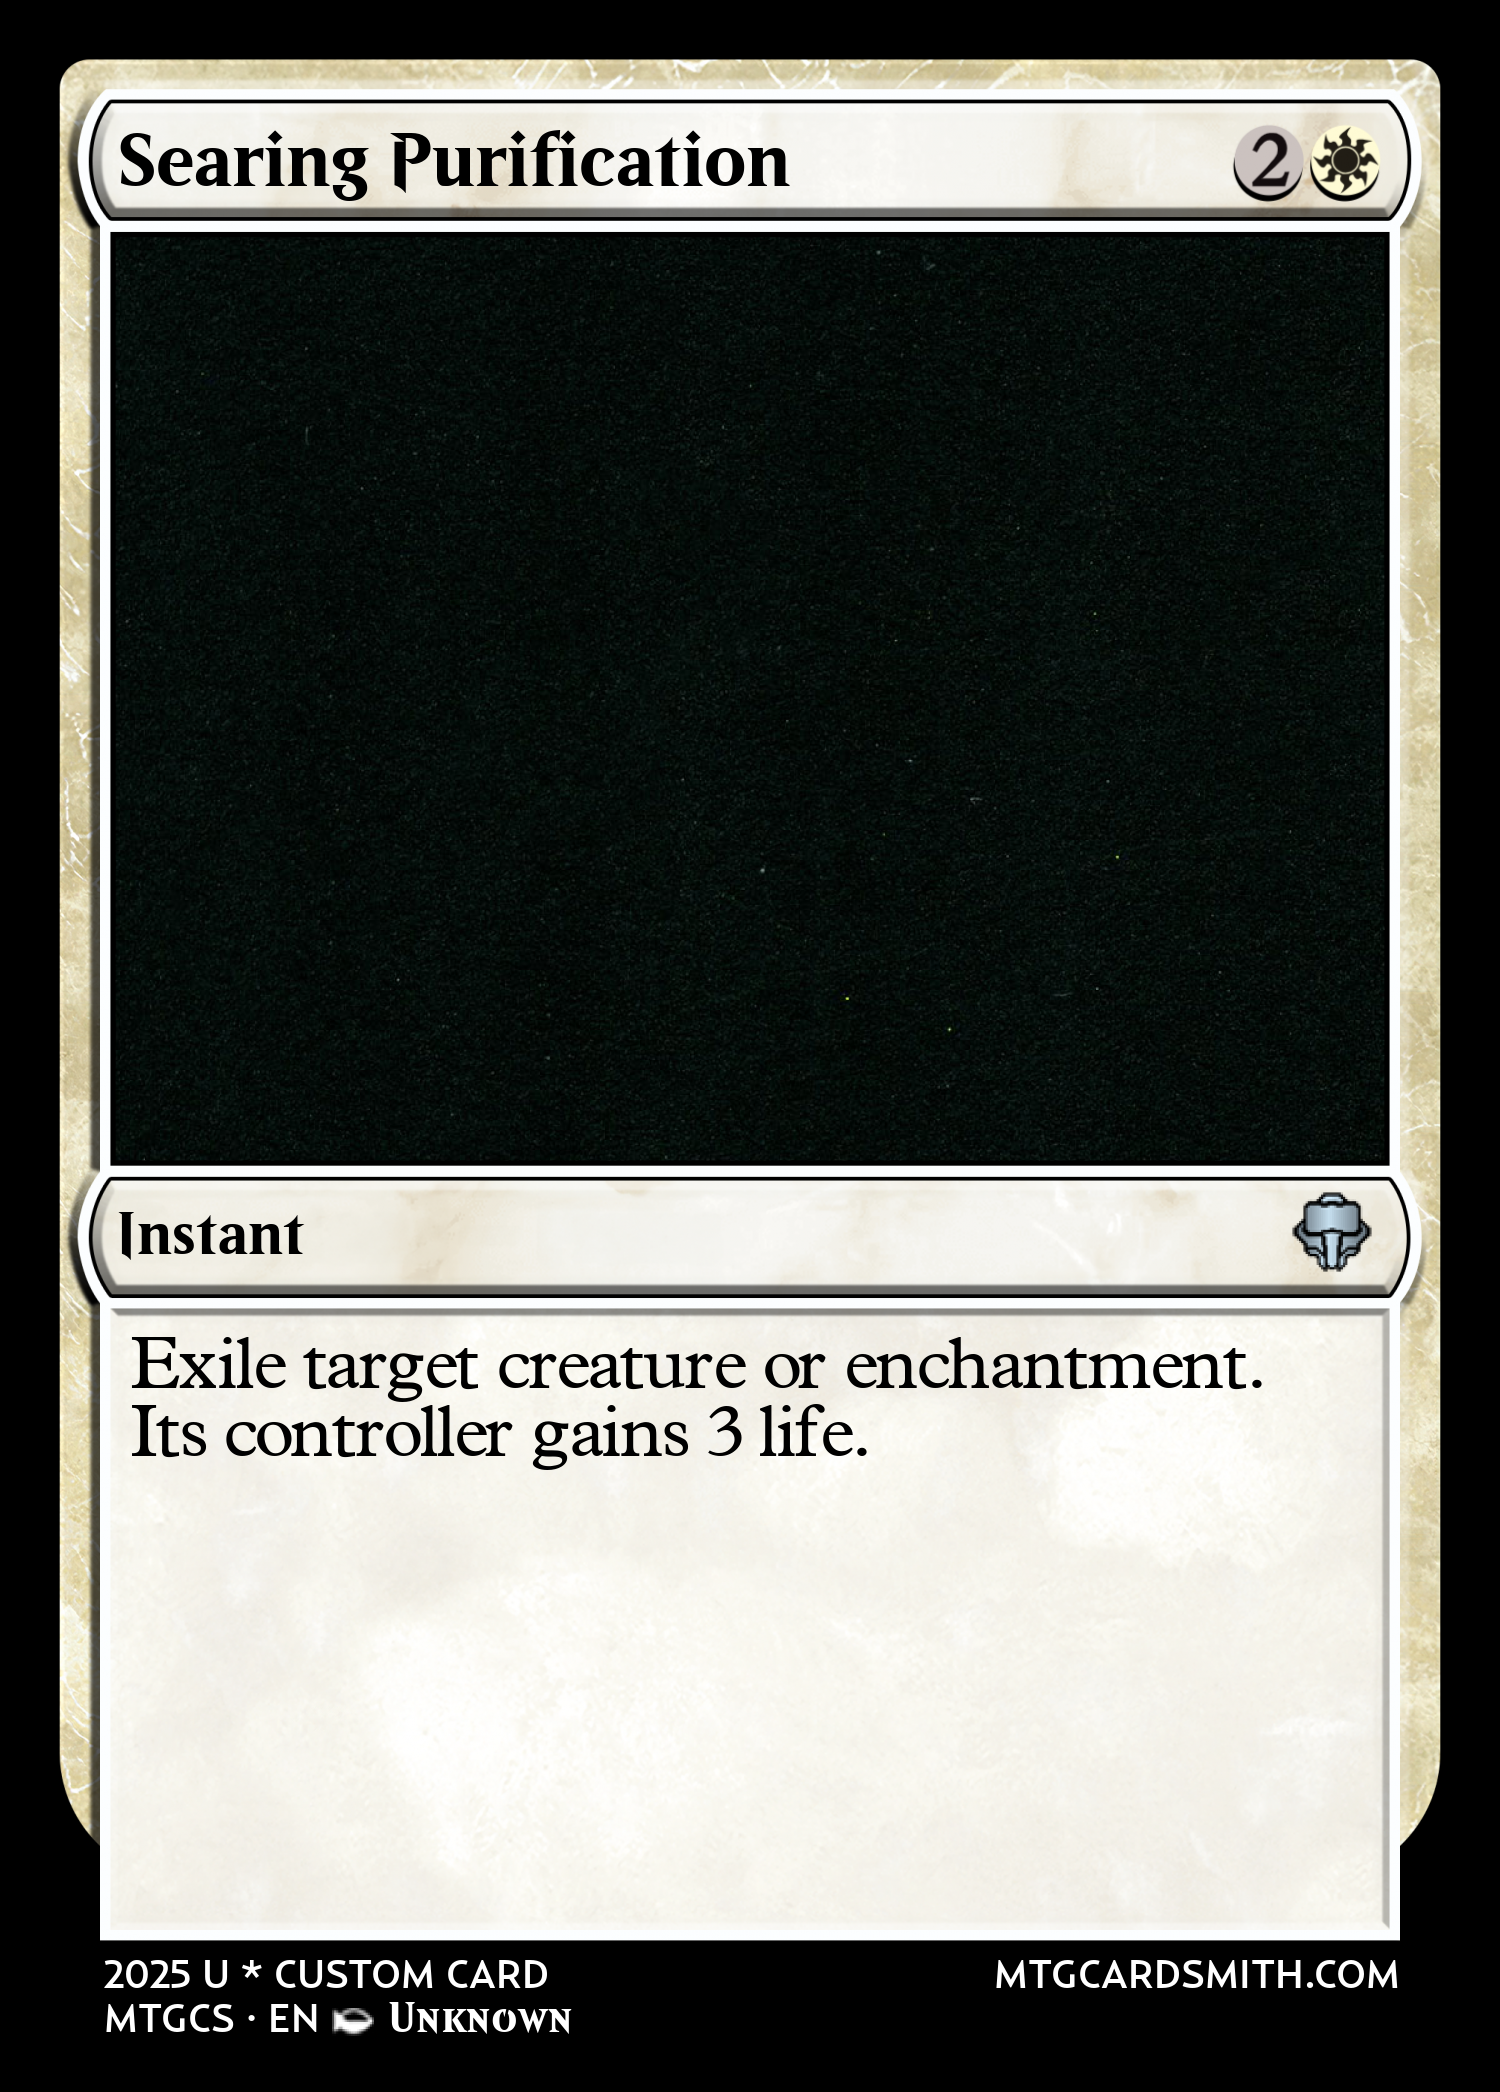 Searing Purification 2
Instant
Exile target creature or enchantment.
Its controller gains 3 life.
2025 U * CUSTOM CARD MTGCARDSMITH.COM
MTGCS · EN Unknown